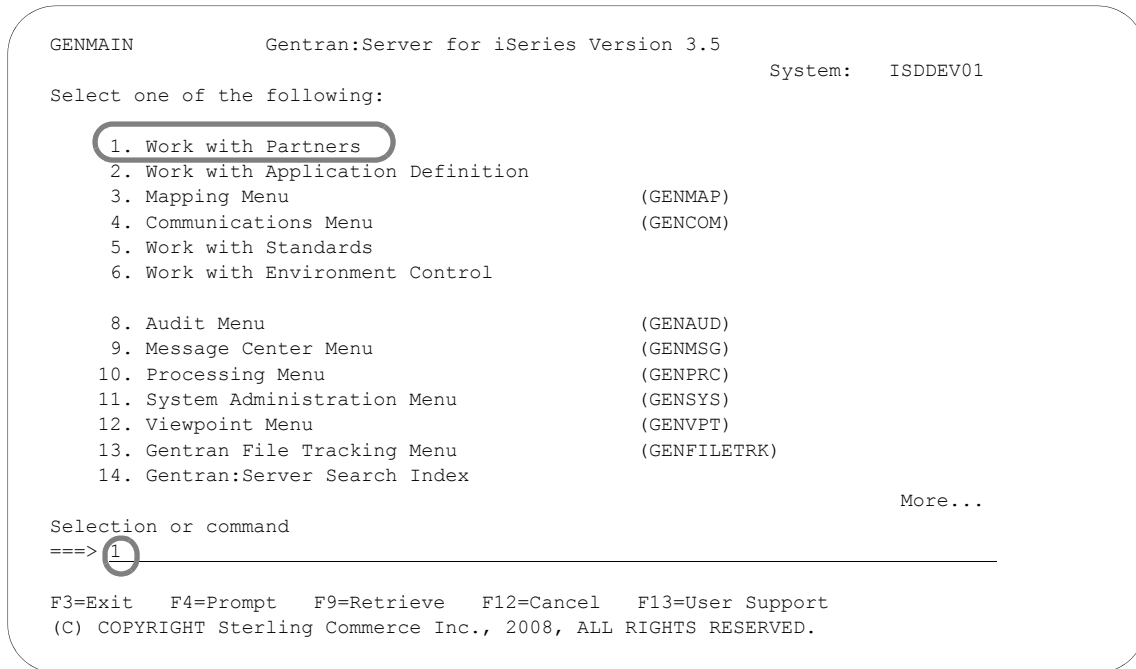 GENMAIN Gentran:Server for iSeries Version 3.5
System: ISDDEV01
Select one of the following:
1. Work with Partners
2. Work with Application Definition
3. Mapping Menu (GENMAP)
4. Communications Menu (GENCOM)
5. Work with Standards
6. Work with Environment Control
8. Audit Menu (GENAUD)
9. Message Center Menu (GENMSG)
10. Processing Menu (GENPRC)
11. System Administration Menu (GENSYS)
12. Viewpoint Menu (GENVPT)
13. Gentran File Tracking Menu (GENFILETRK)
14. Gentran:Server Search Index
More...
Selection or command
===> 1
F3=Exit F4=Prompt F9=Retrieve F12=Cancel F13=User Support
(C) COPYRIGHT Sterling Commerce Inc., 2008, ALL RIGHTS RESERVED.